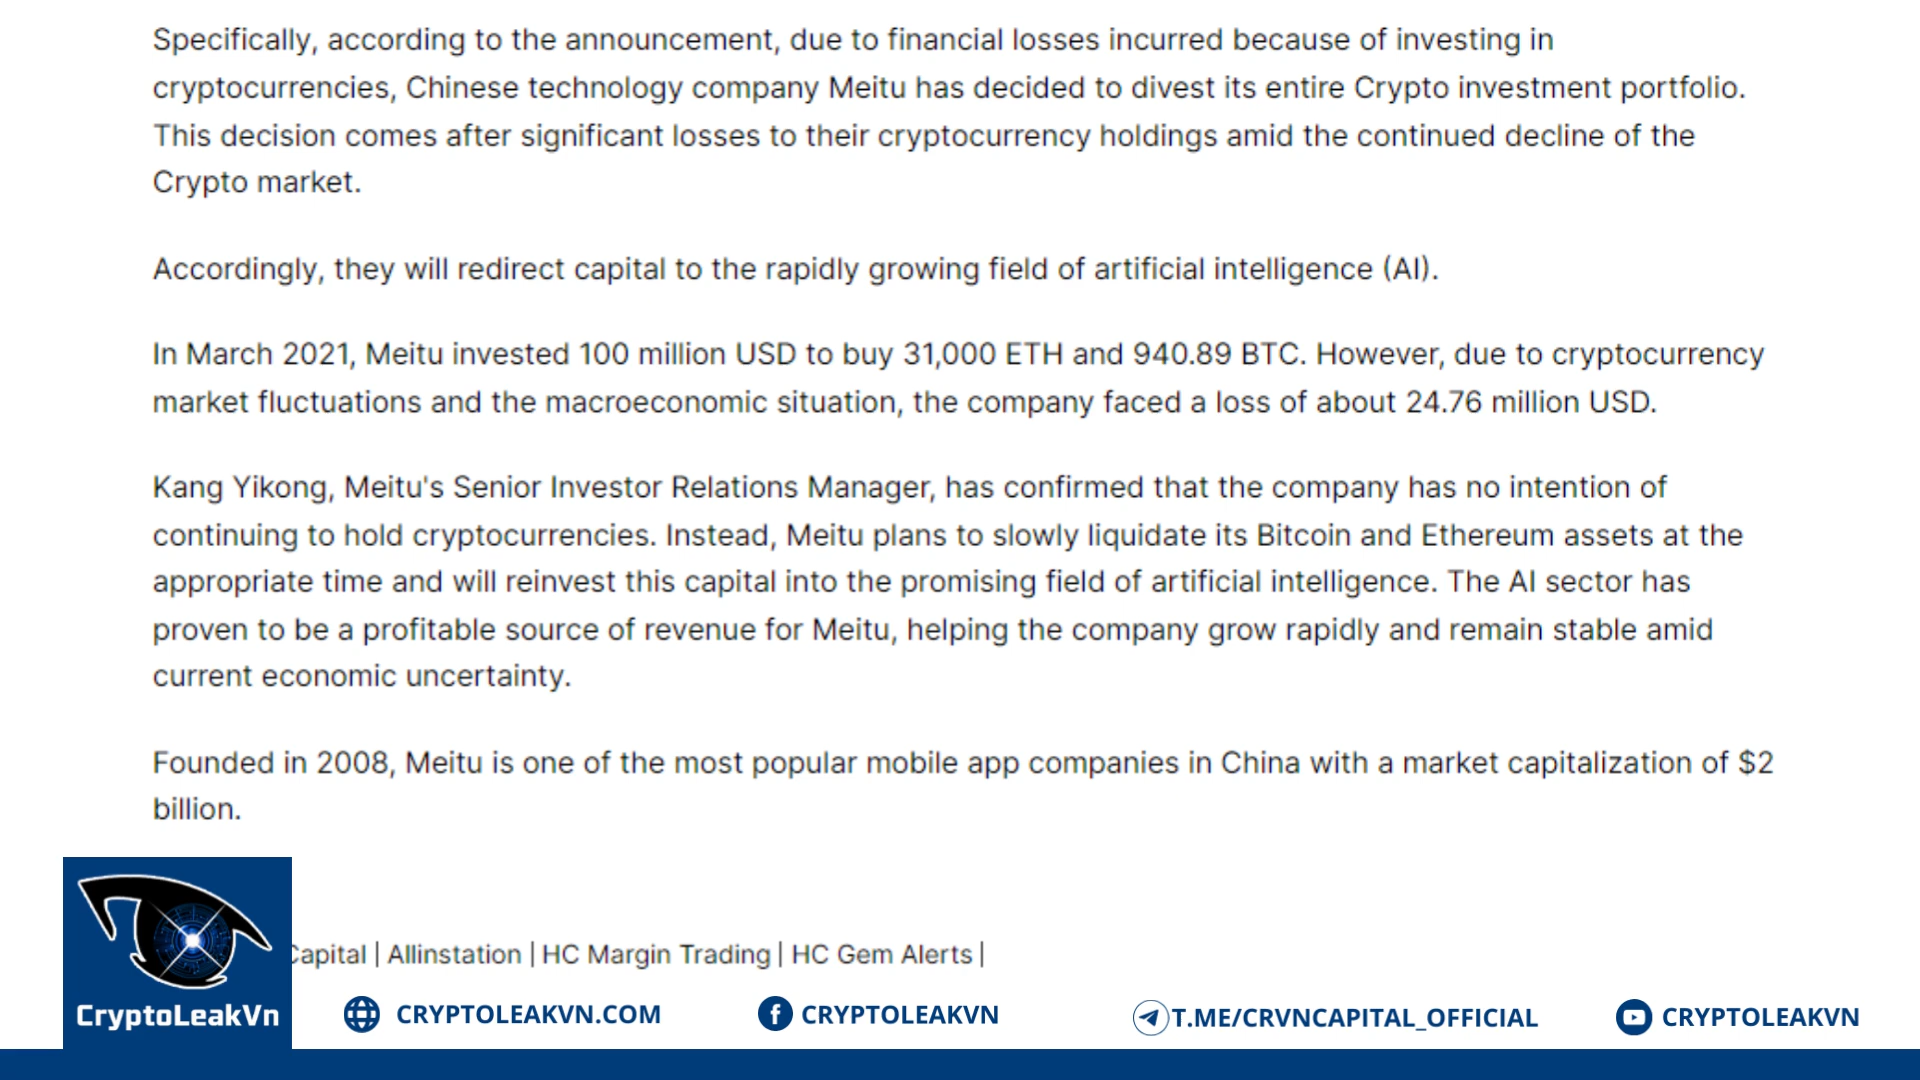 Specifically, according to the announcement, due to financial losses incurred because of investing in
cryptocurrencies, Chinese technology company Meitu has decided to divest its entire Crypto investment portfolio.
This decision comes after significant losses to their cryptocurrency holdings amid the continued decline of the
Crypto market.
Accordingly, they will redirect capital to the rapidly growing field of artificial intelligence (AI).
In March 2021, Meitu invested 100 million USD to buy 31,000 ETH and 940.89 BTC. However, due to cryptocurrency
market fluctuations and the macroeconomic situation, the company faced a loss of about 24.76 million USD.
Kang Yikong, Meitu's Senior Investor Relations Manager, has confirmed that the company has no intention of
continuing to hold cryptocurrencies. Instead, Meitu plans to slowly liquidate its Bitcoin and Ethereum assets at the
appropriate time and will reinvest this capital into the promising field of artificial intelligence. The AI sector has
proven to be a profitable source of revenue for Meitu, helping the company grow rapidly and remain stable amid
current economic uncertainty.
Founded in 2008, Meitu is one of the most popular mobile app companies in China with a market capitalization of $2
billion.
Capital | Allinstation | HC Margin Trading | HC Gem Alerts |
CryptoLeakVn
CRYPTOLEAKVN.COM
CRYPTOLEAKVN
T.ME/CRVNCAPITAL_OFFICIAL
CRYPTOLEAKVN